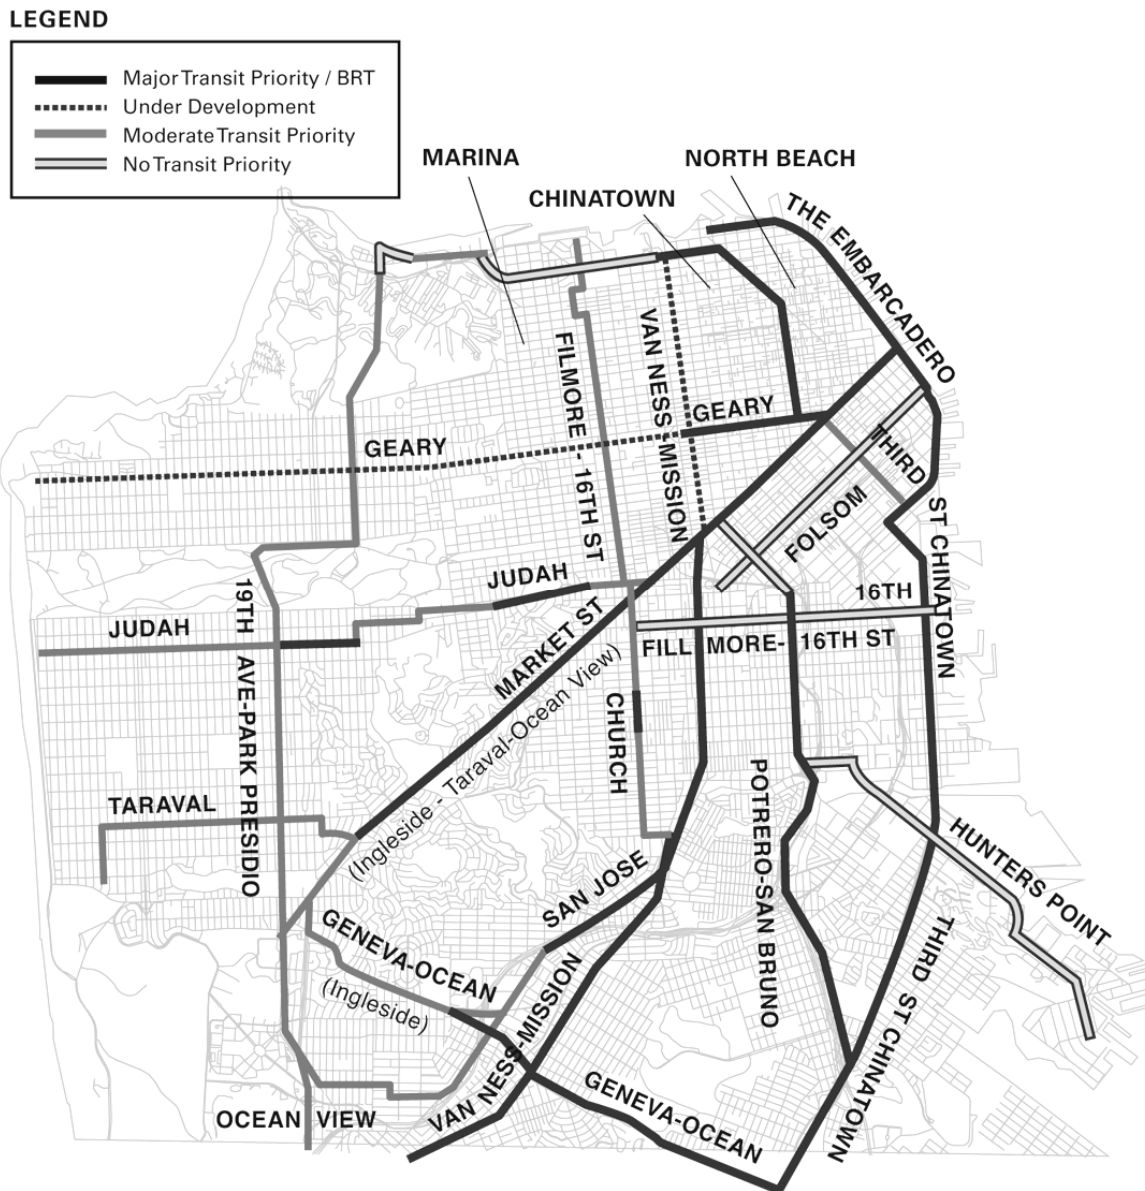 LEGEND
Major Transit Priority / BRT
Under Development
Moderate Transit Priority
No Transit Priority
MARINA
NORTH BEACH
CHINATOWN
THE EMBARCADERO
FILMORE - 16TH ST
VAN NESS-MISSION
GEARY
GEARY
THIRD
ST CHINATOWN
FOLSOM
JUDAH
16TH
19TH AVE-PARK PRESIDIO
JUDAH
MARKET ST
FILLMORE- 16TH ST
(Ingleside - Taraval-Ocean View)
CHURCH
TARAVAL
POTRERO-SAN BRUNO
HUNTERS POINT
SAN JOSE
GENEVA-OCEAN
(Ingleside)
VAN NESS-MISSION
THIRD ST CHINATOWN
GENEVA-OCEAN
OCEAN VIEW